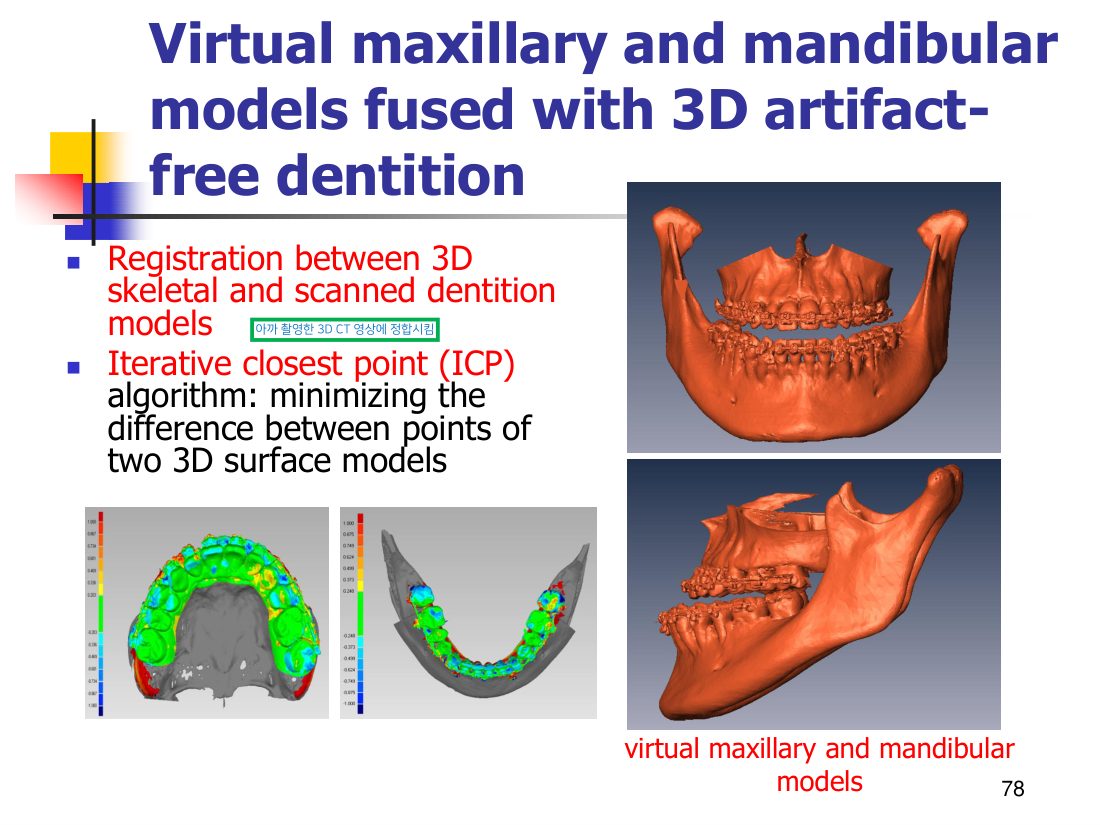 Virtual maxillary and mandibular
models fused with 3D artifact-
free dentition
Registration between 3D
skeletal and scanned dentition
models
아까 촬영한 3D CT 영상에 정합시킴
Iterative closest point (ICP)
algorithm: minimizing the
difference between points of
two 3D surface models
virtual maxillary and mandibular
models
78